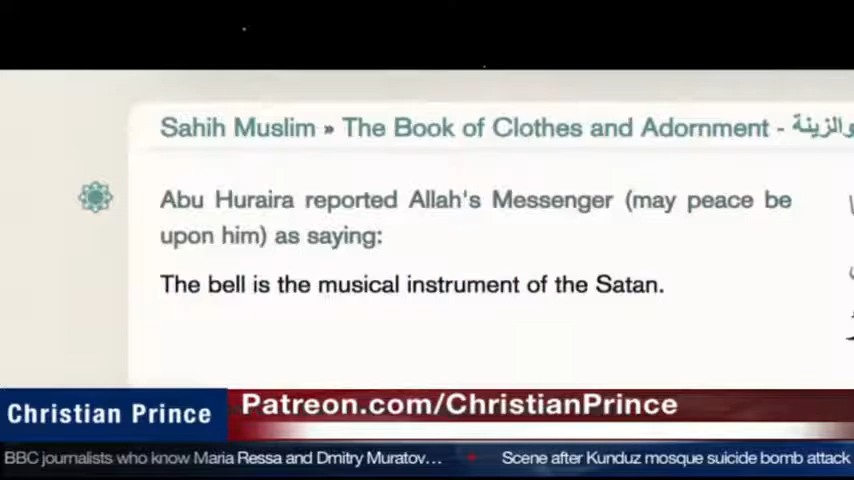 Sahih Muslim » The Book of Clothes and Adornment - والزينة
Abu Huraira reported Allah's Messenger (may peace be
upon him) as saying:
The bell is the musical instrument of the Satan.
Christian Prince
Patreon.com/ChristianPrince
BBC journalists who know Maria Ressa and Dmitry Muratov... Scene after Kunduz mosque suicide bomb attack